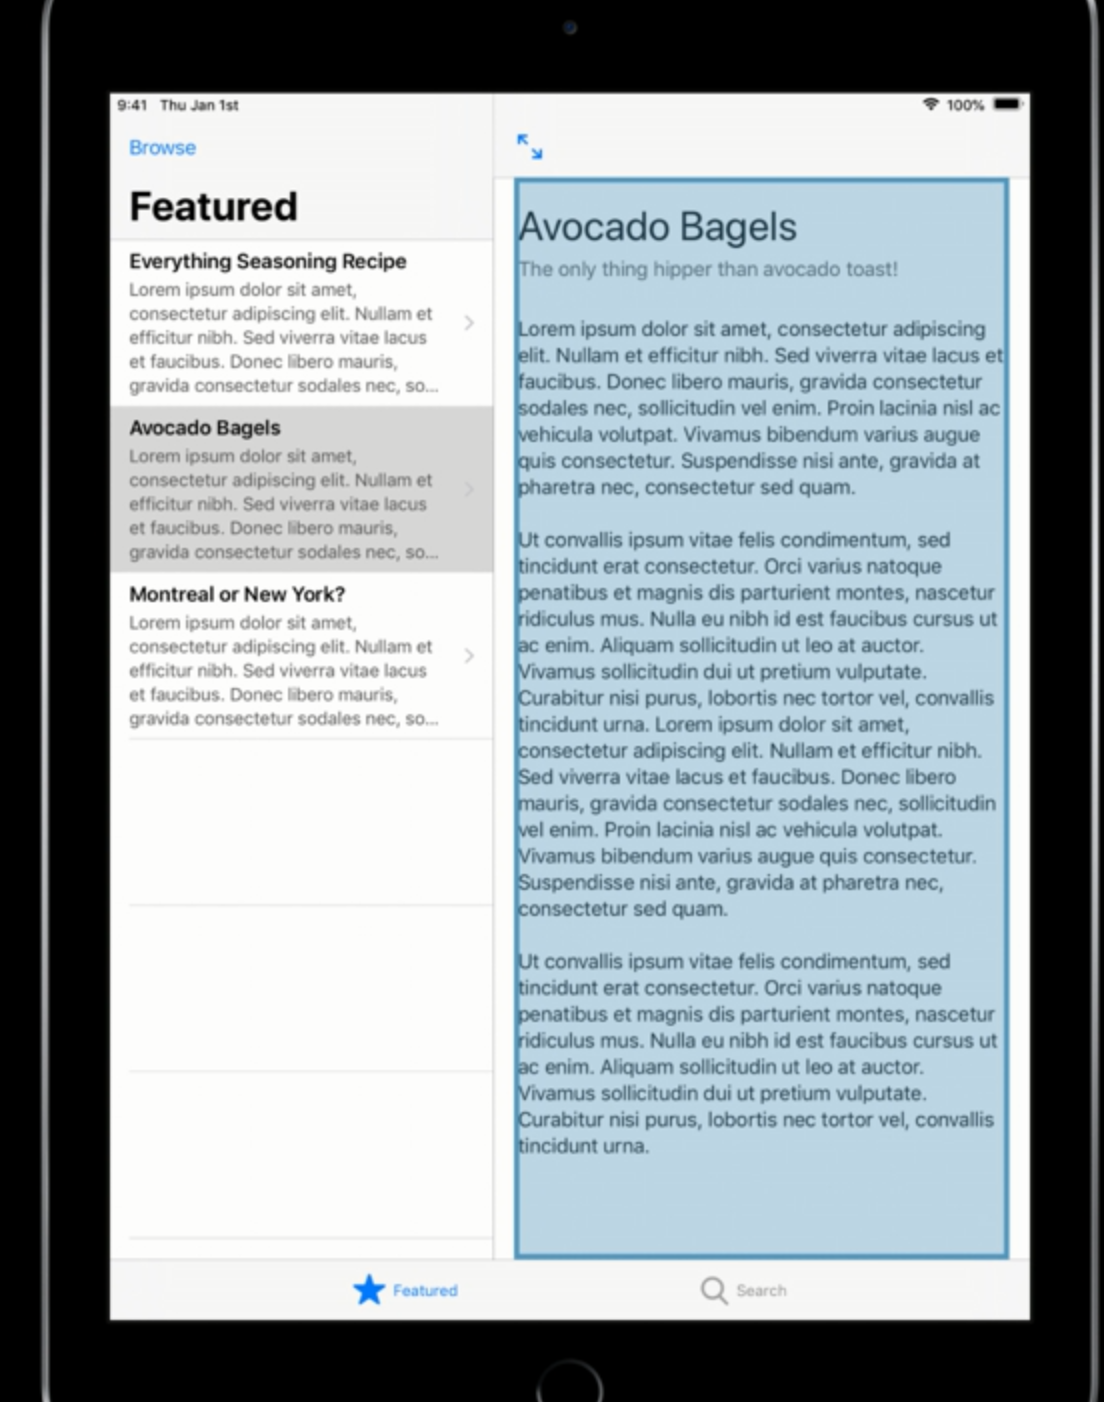 9:41 Thu Jan 1st
100%
Browse
Featured
Everything Seasoning Recipe
Lorem ipsum dolor sit amet,
consectetur adipiscing elit. Nullam et
efficitur nibh. Sed viverra vitae lacus
et faucibus. Donec libero mauris,
gravida consectetur sodales nec, so...
Avocado Bagels
Lorem ipsum dolor sit amet,
consectetur adipiscing elit. Nullam et
efficitur nibh. Sed viverra vitae lacus
et faucibus. Donec libero mauris,
gravida consectetur sodales nec, so...
Montreal or New York?
Lorem ipsum dolor sit amet,
consectetur adipiscing elit. Nullam et
efficitur nibh. Sed viverra vitae lacus
et faucibus. Donec libero mauris,
gravida consectetur sodales nec, so...
Avocado Bagels
The only thing hipper than avocado toast!
Lorem ipsum dolor sit amet, consectetur adipiscing
elit. Nullam et efficitur nibh. Sed viverra vitae lacus et
faucibus. Donec libero mauris, gravida consectetur
sodales nec, sollicitudin vel enim. Proin lacinia nisl ac
vehicula volutpat. Vivamus bibendum varius augue
quis consectetur. Suspendisse nisi ante, gravida at
pharetra nec, consectetur sed quam.
Ut convallis ipsum vitae felis condimentum, sed
tincidunt erat consectetur. Orci varius natoque
penatibus et magnis dis parturient montes, nascetur
ridiculus mus. Nulla eu nibh id est faucibus cursus ut
ac enim. Aliquam sollicitudin ut leo at auctor.
Vivamus sollicitudin dui ut pretium vulputate.
Curabitur nisi purus, lobortis nec tortor vel, convallis
tincidunt urna. Lorem ipsum dolor sit amet,
consectetur adipiscing elit. Nullam et efficitur nibh.
Sed viverra vitae lacus et faucibus. Donec libero
mauris, gravida consectetur sodales nec, sollicitudin
vel enim. Proin lacinia nisl ac vehicula volutpat.
Vivamus bibendum varius augue quis consectetur.
Suspendisse nisi ante, gravida at pharetra nec,
consectetur sed quam.
Ut convallis ipsum vitae felis condimentum, sed
tincidunt erat consectetur. Orci varius natoque
penatibus et magnis dis parturient montes, nascetur
ridiculus mus. Nulla eu nibh id est faucibus cursus ut
ac enim. Aliquam sollicitudin ut leo at auctor.
Vivamus sollicitudin dui ut pretium vulputate.
Curabitur nisi purus, lobortis nec tortor vel, convallis
tincidunt urna.
Featured
Search